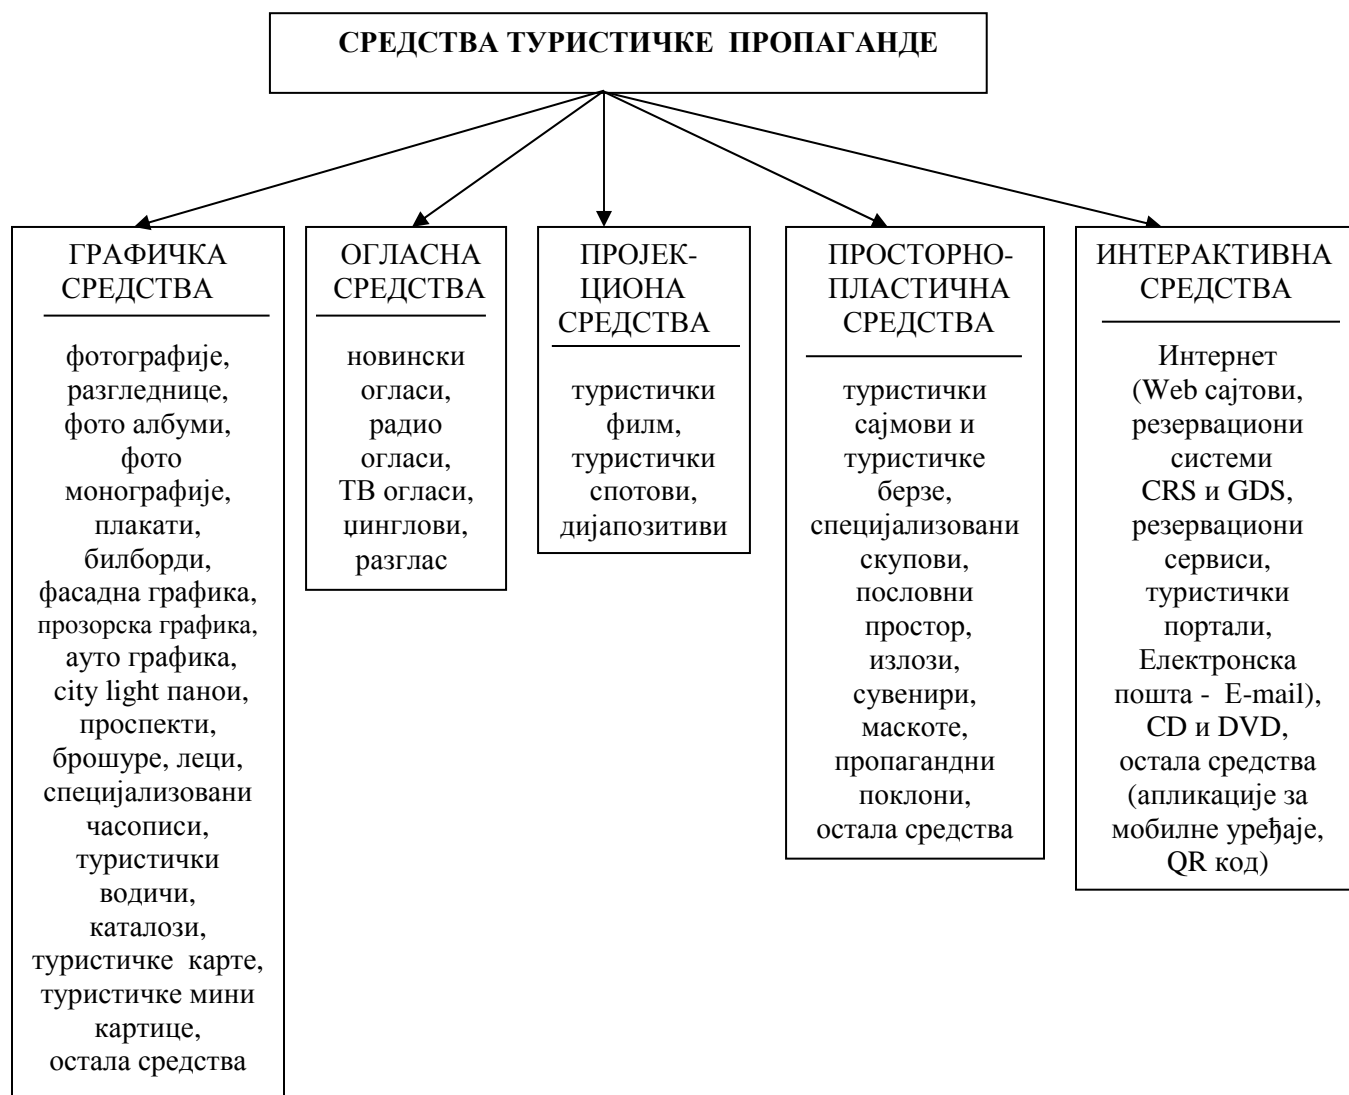 СРЕДСТВА ТУРИСТИЧКЕ ПРОПАГАНДЕ
ГРАФИЧКА
СРЕДСТВА
фотографије,
разгледнице,
фото албуми,
фото
монографије,
плакати,
билборди,
фасадна графика,
прозорска графика,
ауто графика,
city light панои,
проспекти,
брошуре, леци,
специјализовани
часописи,
туристички
водичи,
каталози,
туристичке карте,
туристичке мини
картице,
остала средства
ОГЛАСНА
СРЕДСТВА
новински
огласи,
радио
огласи,
ТВ огласи,
џинглови,
разглас
ПРОЈЕК-
ЦИОНА
СРЕДСТВА
туристички
филм,
туристички
спотови,
дијапозитиви
ПРОСТОРНО-
ПЛАСТИЧНА
СРЕДСТВА
туристички
сајмови и
туристичке
берзе,
специјализовани
скупови,
пословни
простор,
излози,
сувенири,
маскоте,
пропагандни
поклони,
остала средства
ИНТЕРАКТИВНА
СРЕДСТВА
Интернет
(Web сајтови,
резервациони
системи
CRS и GDS,
резервациони
сервиси,
туристички
портали,
Електронска
пошта - E-mail),
CD и DVD,
остала средства
(апликације за
мобилне уређаје,
QR код)